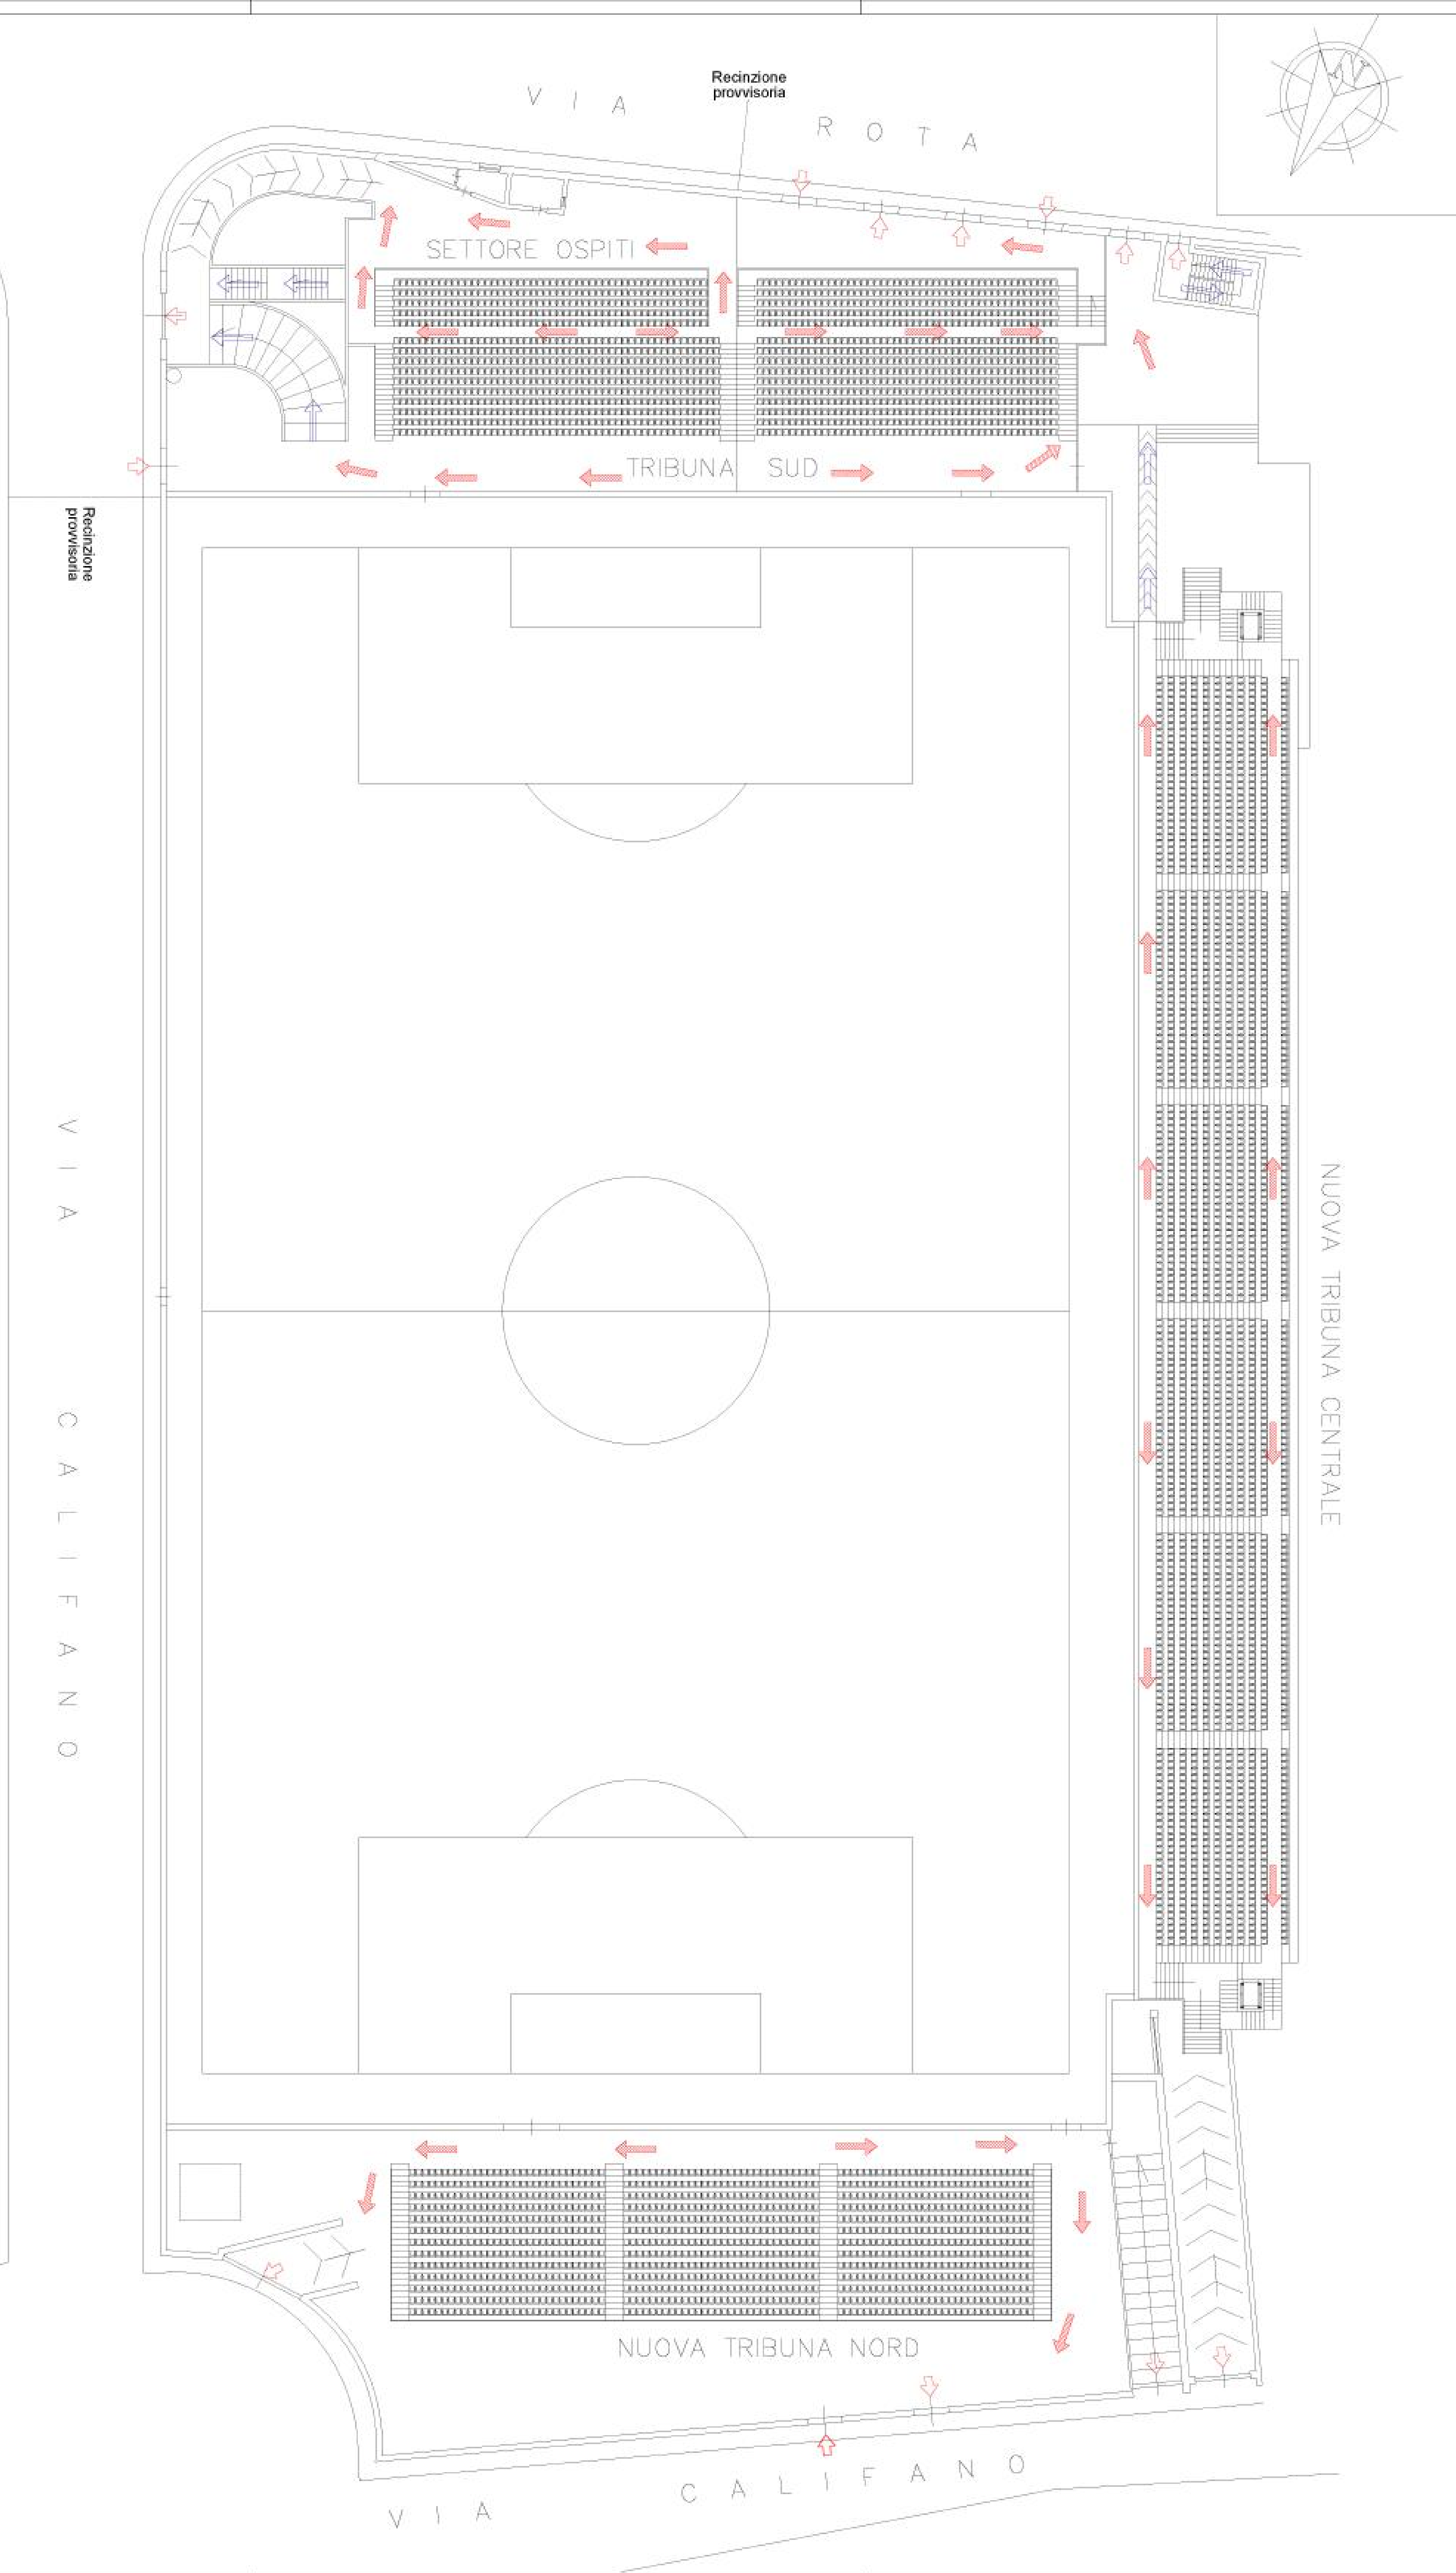 Recinzione
provvisoria
VIA ROTA
N
SETTORE OSPITI
TRIBUNA SUD
Recinzione
provvisoria
VIA CALIFANO
NUOVA TRIBUNA CENTRALE
NUOVA TRIBUNA NORD
VIA CALIFANO